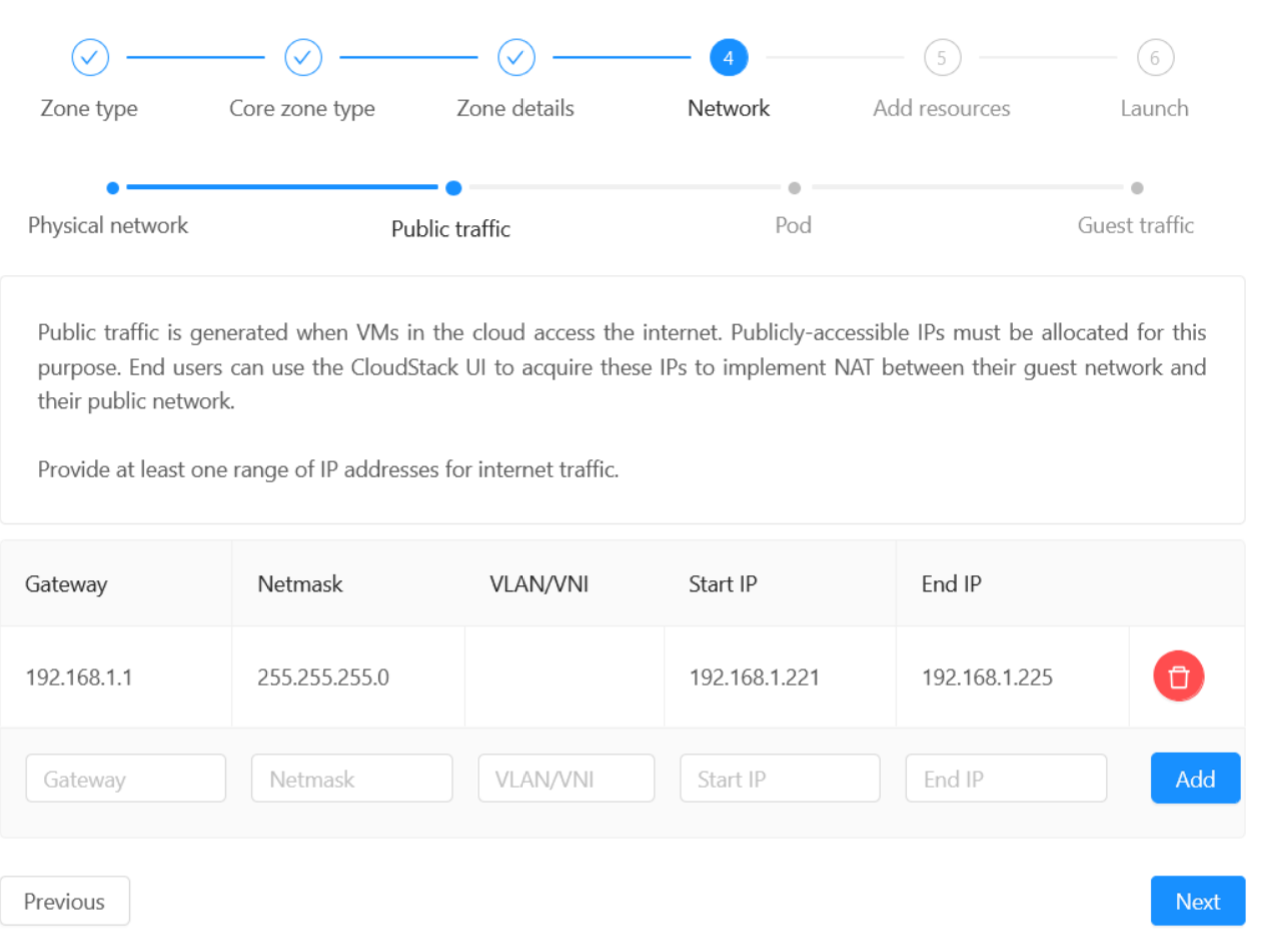 4 5 6
Zone type Core zone type Zone details Network Add resources Launch
Physical network Public traffic Pod Guest traffic
Public traffic is generated when VMs in the cloud access the internet. Publicly-accessible IPs must be allocated for this
purpose. End users can use the CloudStack UI to acquire these IPs to implement NAT between their guest network and
their public network.
Provide at least one range of IP addresses for internet traffic.
Gateway Netmask VLAN/VNI Start IP End IP
192.168.1.1 255.255.255.0 192.168.1.221 192.168.1.225
Gateway Netmask VLAN/VNI Start IP End IP Add
Previous Next